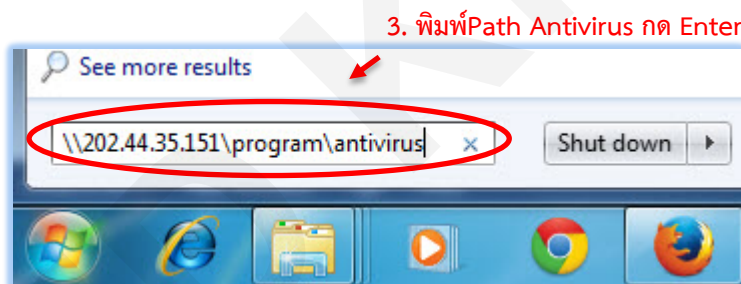 3. พิมพ์Path Antivirus กด Enter
See more results
\\202.44.35.151\program\antivirus
Shut down